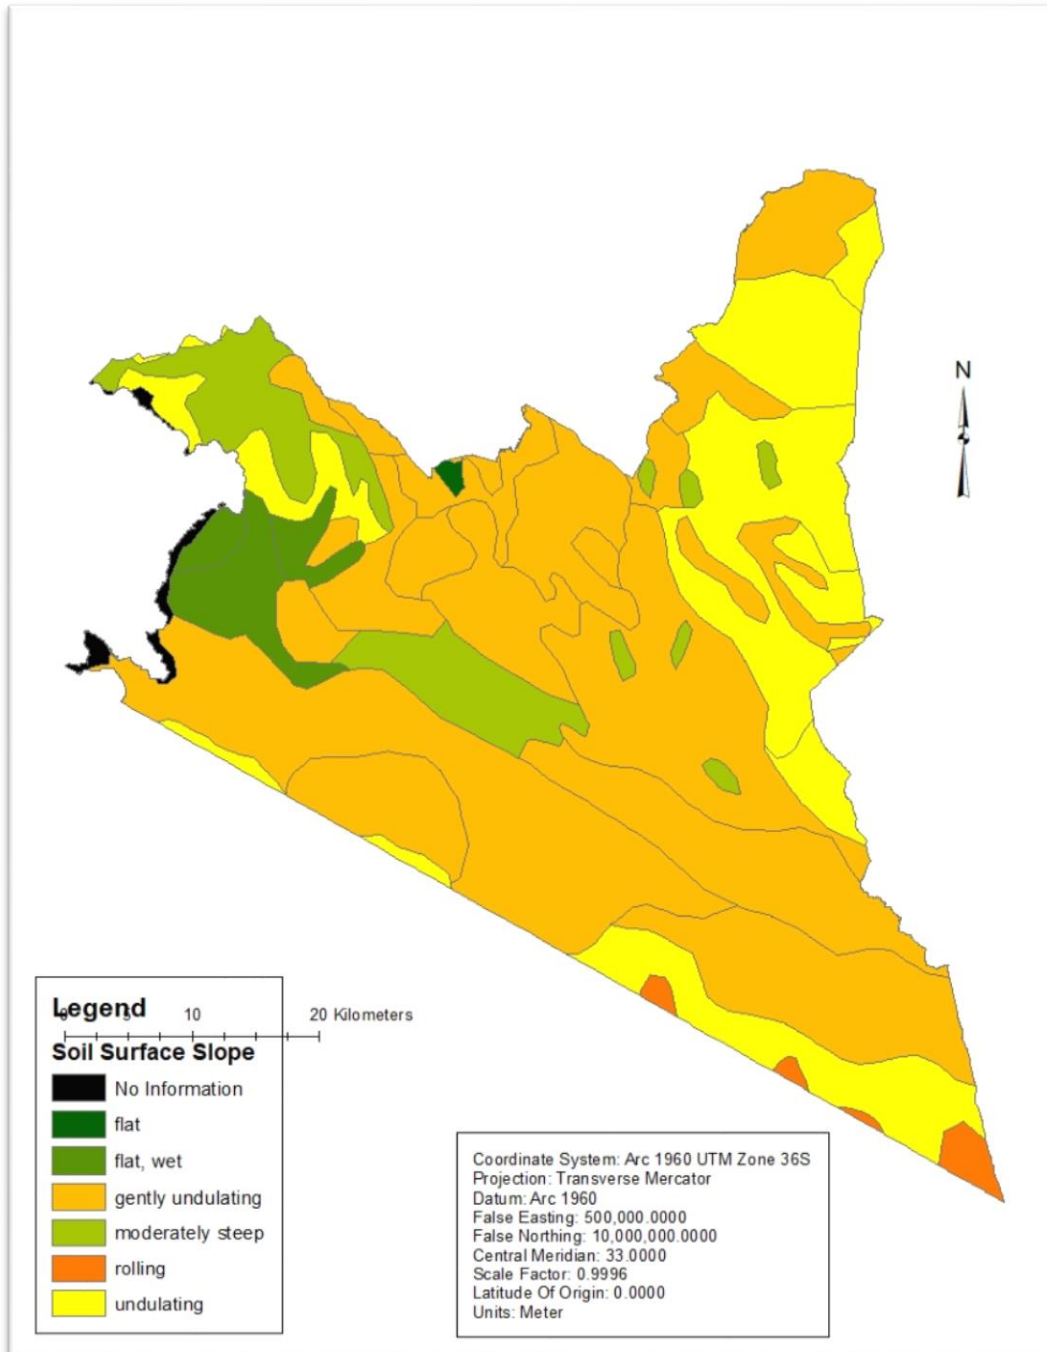 N
Legend
0 5 10 20 Kilometers
Soil Surface Slope
No Information
flat
flat, wet
gently undulating
moderately steep
rolling
undulating
Coordinate System: Arc 1960 UTM Zone 36S
Projection: Transverse Mercator
Datum: Arc 1960
False Easting: 500,000.0000
False Northing: 10,000,000.0000
Central Meridian: 33.0000
Scale Factor: 0.9996
Latitude Of Origin: 0.0000
Units: Meter